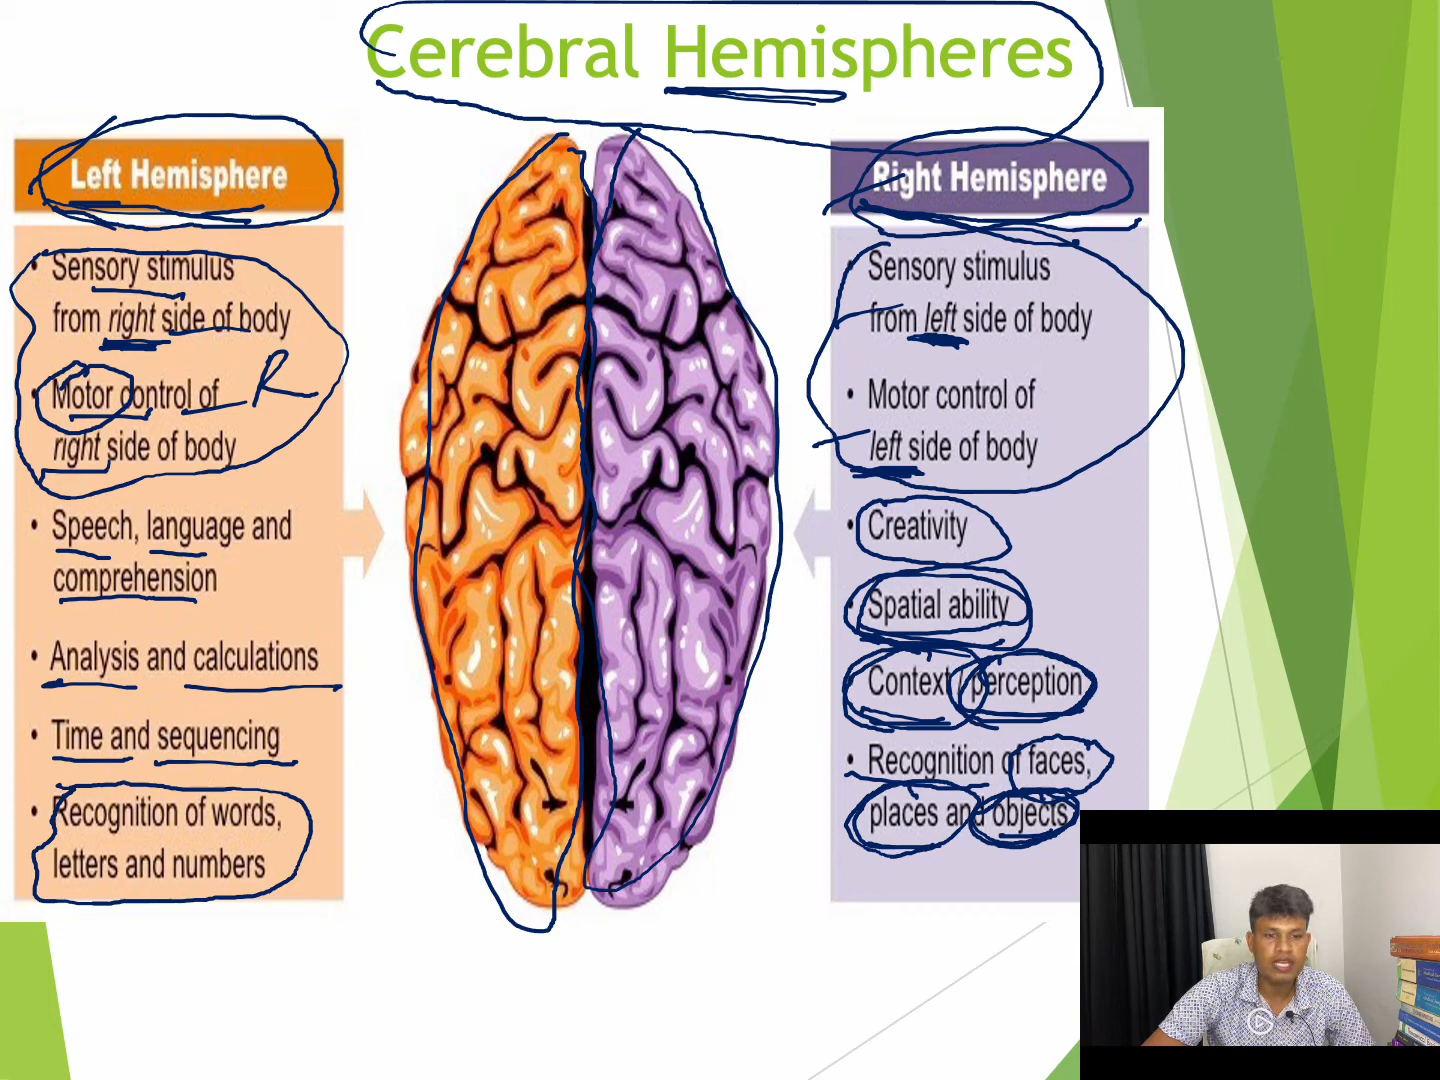 Cerebral Hemispheres
Left Hemisphere
• Sensory stimulus
from right side of body
• Motor control of R
right side of body
• Speech, language and
comprehension
• Analysis and calculations
• Time and sequencing
• Recognition of words,
letters and numbers
Right Hemisphere
• Sensory stimulus
from left side of body
• Motor control of
left side of body
• Creativity
• Spatial ability
• Context / perception
• Recognition of faces,
places and objects